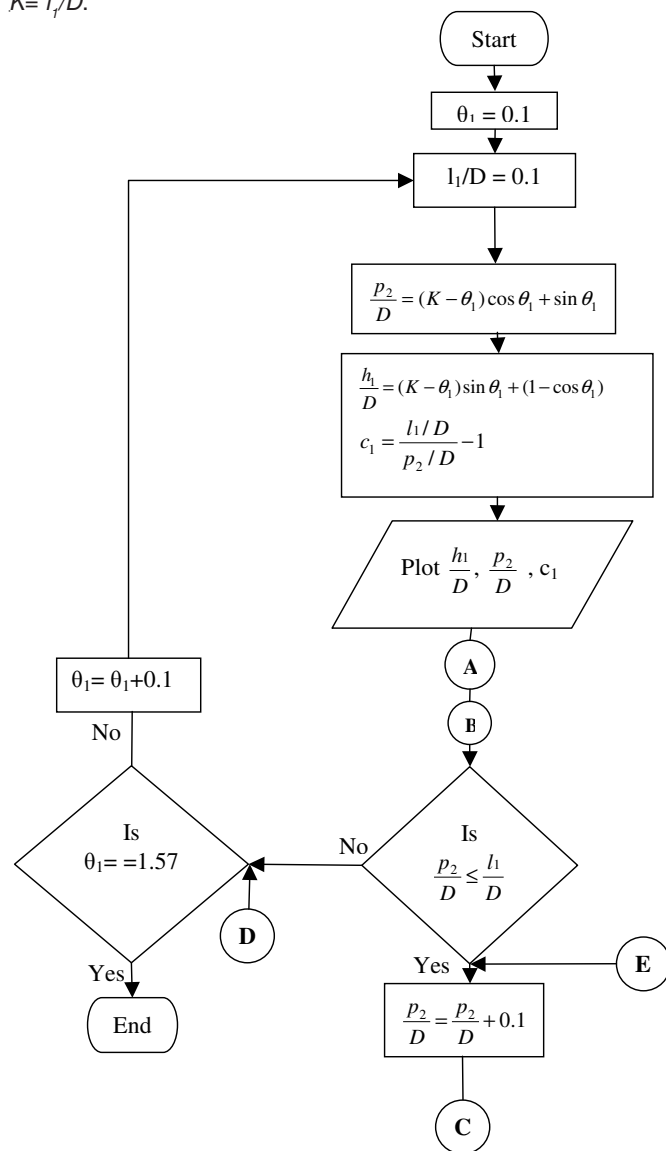 K= l₁/D.
Start
θ₁ = 0.1
l₁/D = 0.1
p₂/D = (K − θ₁) cos θ₁ + sin θ₁
h₁/D = (K − θ₁) sin θ₁ + (1 − cos θ₁)
c₁ = (l₁/D)/(p₂/D) − 1
Plot h₁/D, p₂/D , c₁
A
B
θ₁= θ₁+0.1
No
Is
p₂/D ≤ l₁/D
No
Is
θ₁= =1.57
D
E
Yes
Yes
p₂/D = p₂/D + 0.1
End
C